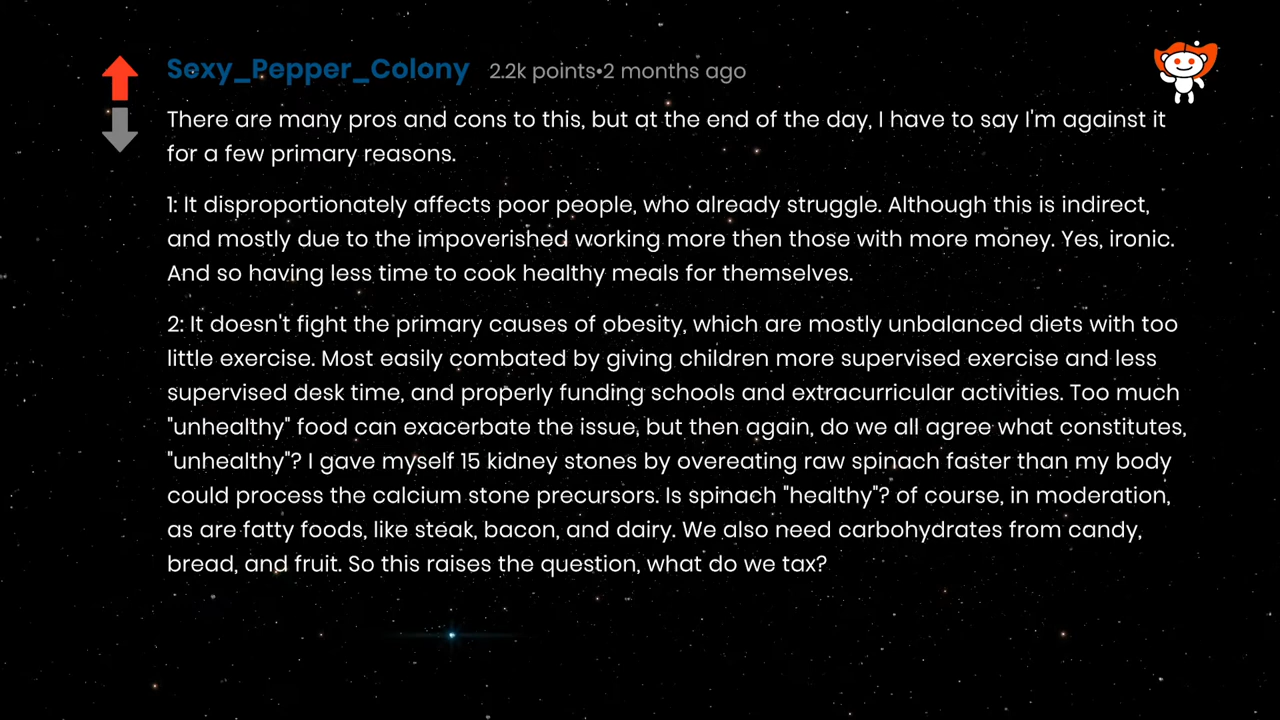 Sexy_Pepper_Colony 2.2k points•2 months ago
There are many pros and cons to this, but at the end of the day, I have to say I'm against it
for a few primary reasons.
1: It disproportionately affects poor people, who already struggle. Although this is indirect,
and mostly due to the impoverished working more then those with more money. Yes, ironic.
And so having less time to cook healthy meals for themselves.
2: It doesn't fight the primary causes of obesity, which are mostly unbalanced diets with too
little exercise. Most easily combated by giving children more supervised exercise and less
supervised desk time, and properly funding schools and extracurricular activities. Too much
"unhealthy" food can exacerbate the issue, but then again, do we all agree what constitutes,
"unhealthy"? I gave myself 15 kidney stones by overeating raw spinach faster than my body
could process the calcium stone precursors. Is spinach "healthy"? of course, in moderation,
as are fatty foods, like steak, bacon, and dairy. We also need carbohydrates from candy,
bread, and fruit. So this raises the question, what do we tax?